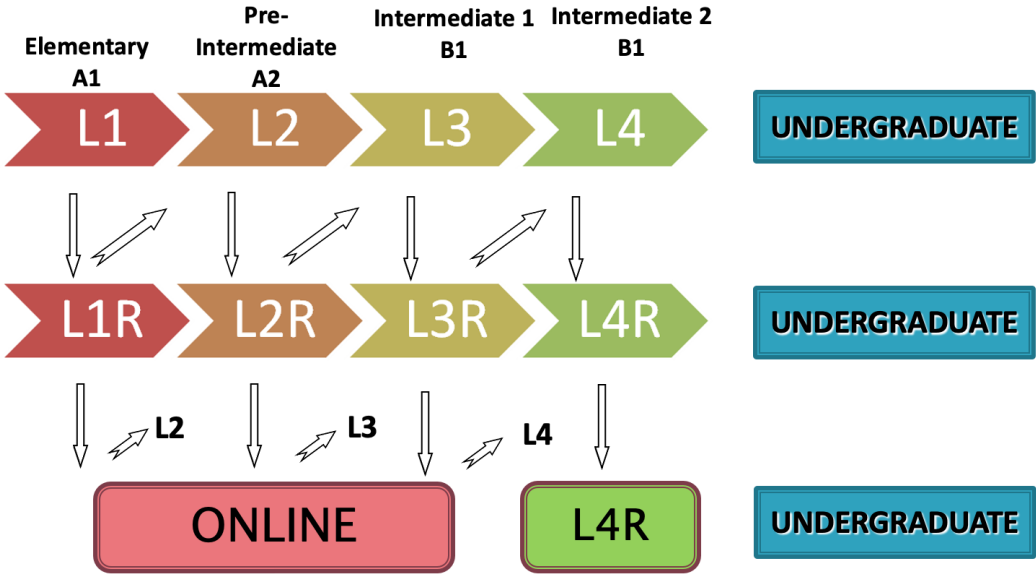 Elementary
A1
Pre-
Intermediate
A2
Intermediate 1
B1
Intermediate 2
B1
L1
L2
L3
L4
UNDERGRADUATE
L1R
L2R
L3R
L4R
UNDERGRADUATE
L2
L3
L4
ONLINE
L4R
UNDERGRADUATE